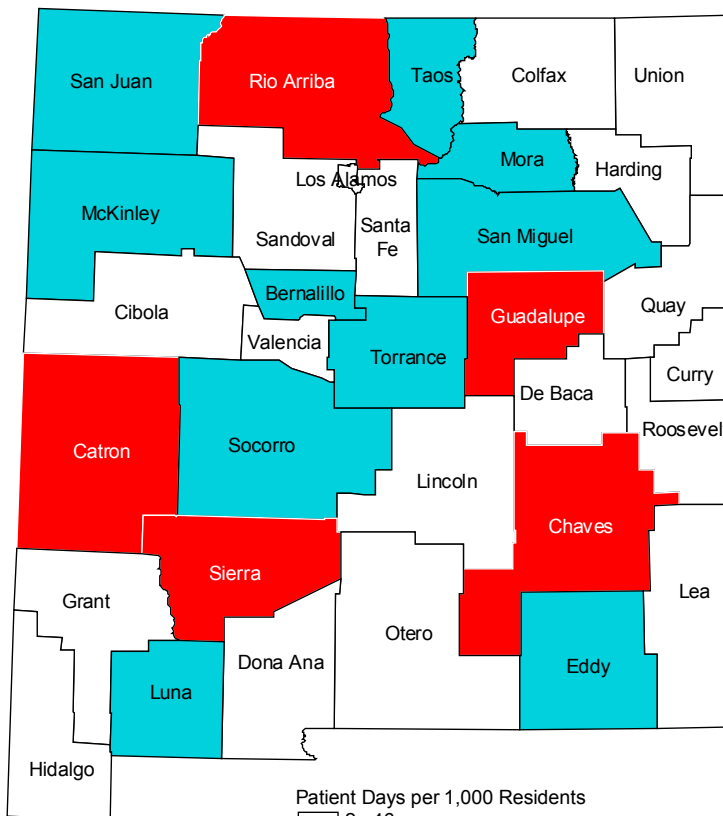 San Juan
Rio Arriba
Taos
Colfax
Union
Mora
Harding
Los Alamos
McKinley
Sandoval
Santa
Fe
San Miguel
Bernalillo
Cibola
Valencia
Torrance
Guadalupe
Quay
Curry
De Baca
Roosevel
Catron
Socorro
Lincoln
Chaves
Sierra
Grant
Lea
Otero
Dona Ana
Eddy
Luna
Hidalgo
Patient Days per 1,000 Residents